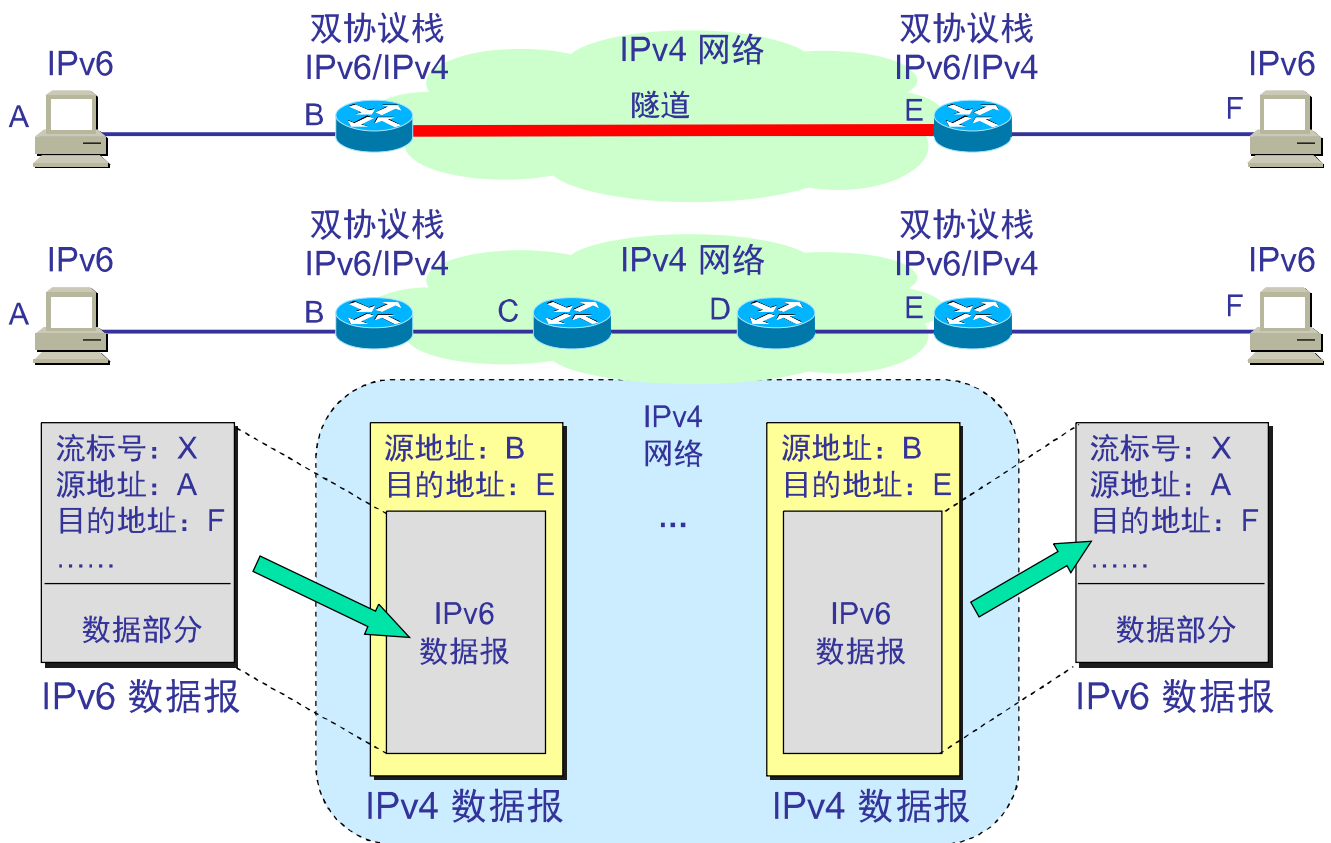 双协议栈
IPv6/IPv4
IPv4 网络
双协议栈
IPv6/IPv4
IPv6
IPv6
A
B
隧道
E
F
双协议栈
IPv6/IPv4
IPv4 网络
双协议栈
IPv6/IPv4
IPv6
IPv6
A
B
C
D
E
F
流标号：X
源地址：A
目的地址：F
……
数据部分
IPv6 数据报
源地址：B
目的地址：E
IPv6
数据报
IPv4 数据报
IPv4
网络
...
源地址：B
目的地址：E
IPv6
数据报
IPv4 数据报
流标号：X
源地址：A
目的地址：F
……
数据部分
IPv6 数据报